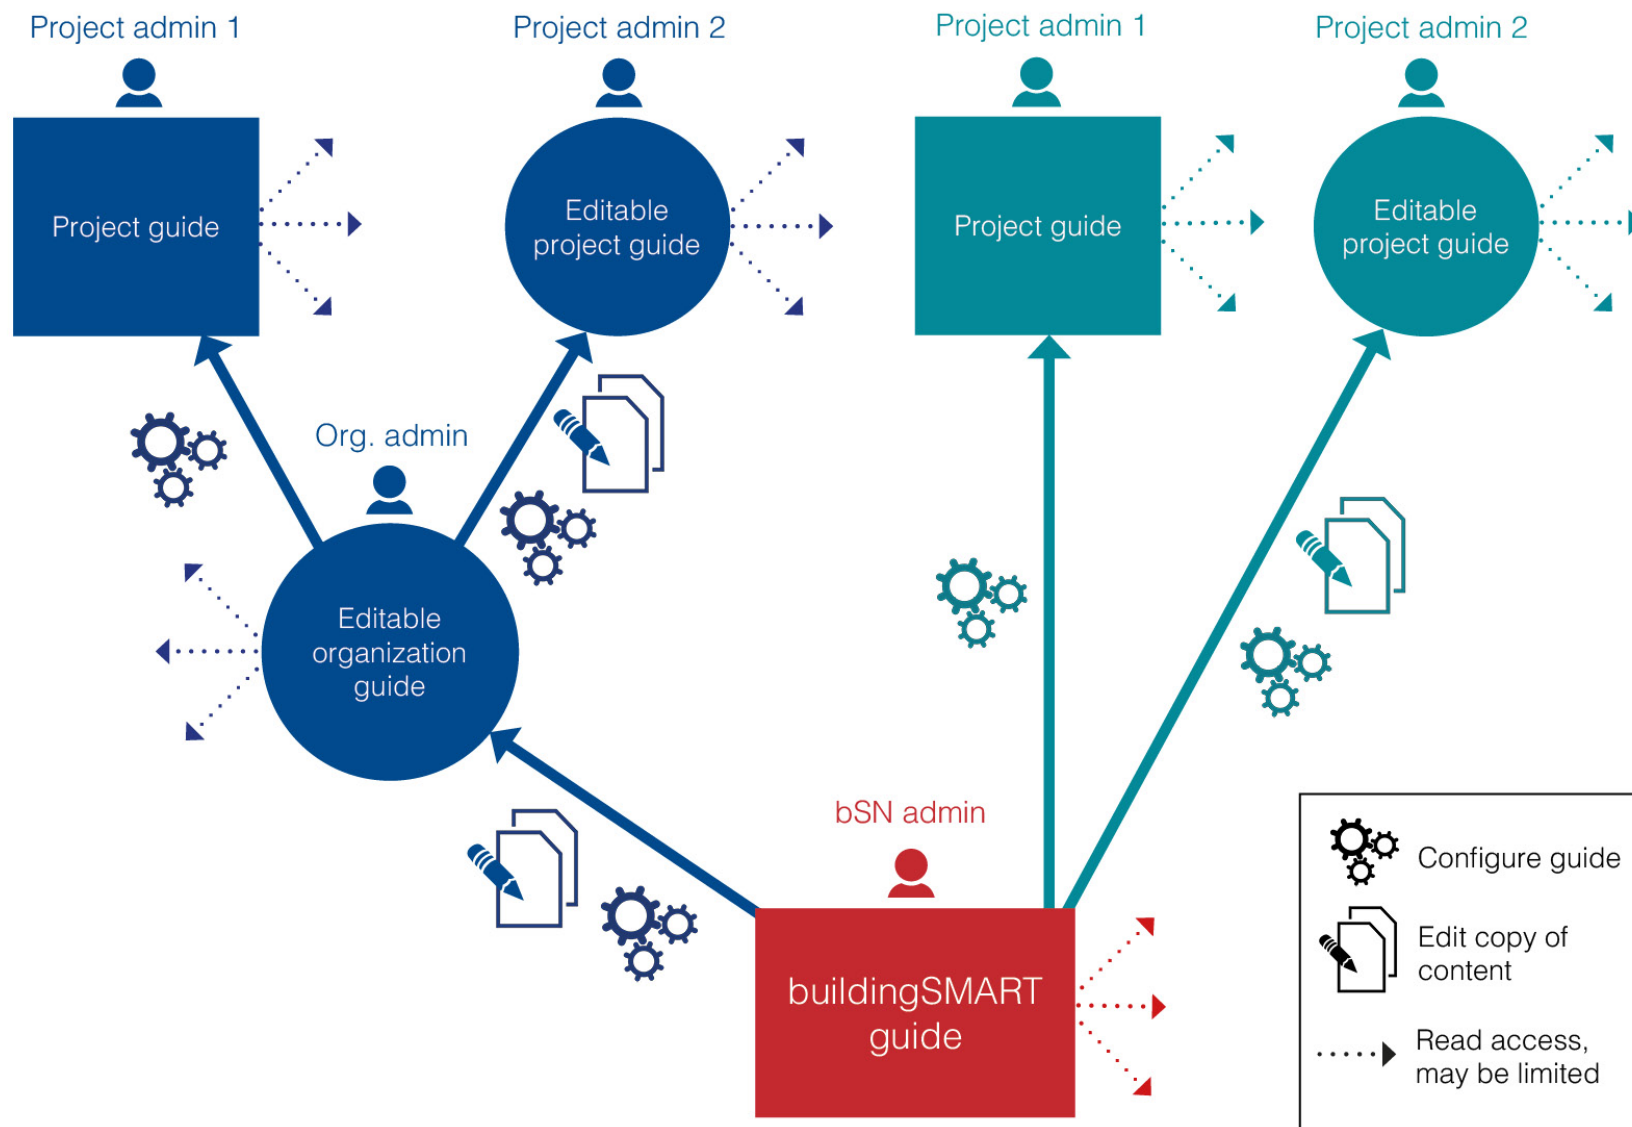 Project admin 1
Project admin 2
Project admin 1
Project admin 2
Project guide
Editable
project guide
Project guide
Editable
project guide
Org. admin
Editable
organization
guide
bSN admin
buildingSMART
guide
Configure guide
Edit copy of
content
Read access,
may be limited